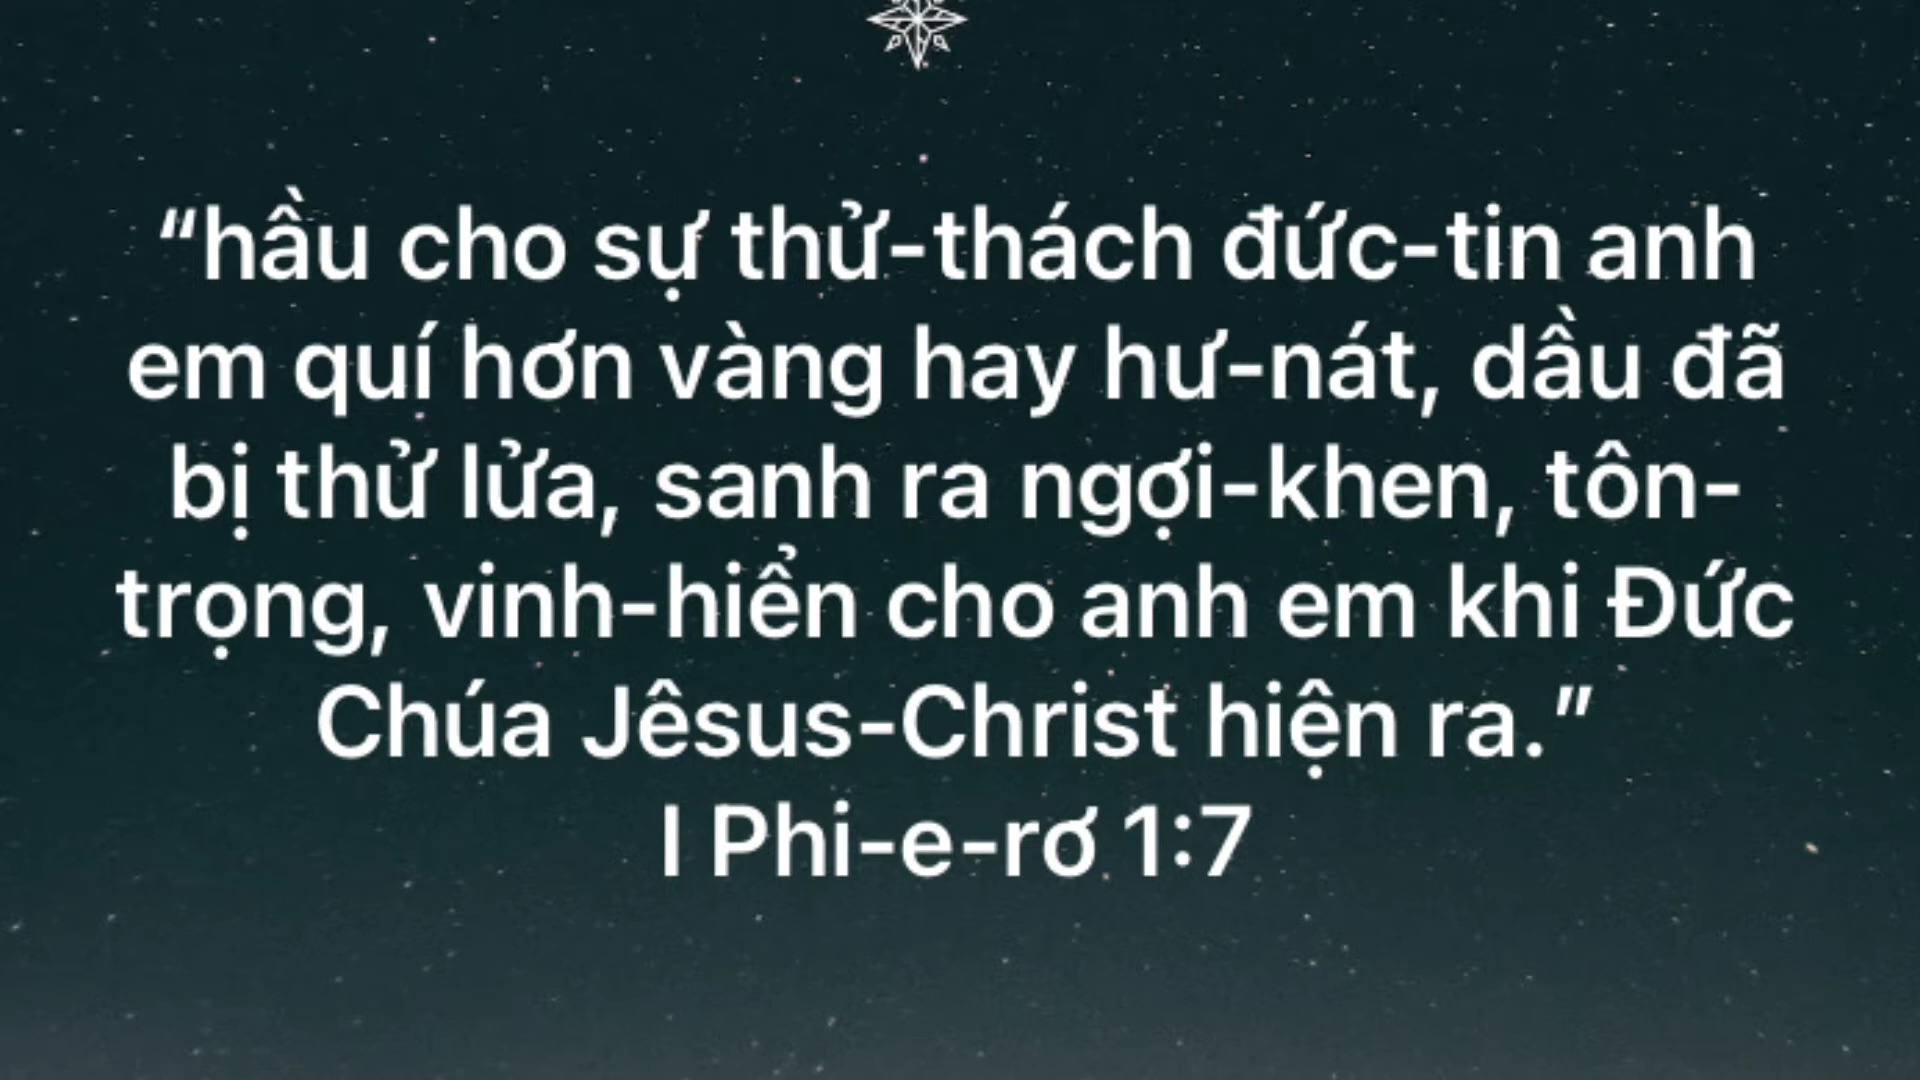 “hầu cho sự thử-thách đức-tin anh
em quí hơn vàng hay hư-nát, dầu đã
bị thử lửa, sanh ra ngợi-khen, tôn-
trọng, vinh-hiển cho anh em khi Đức
Chúa Jêsus-Christ hiện ra.”
I Phi-e-rơ 1:7